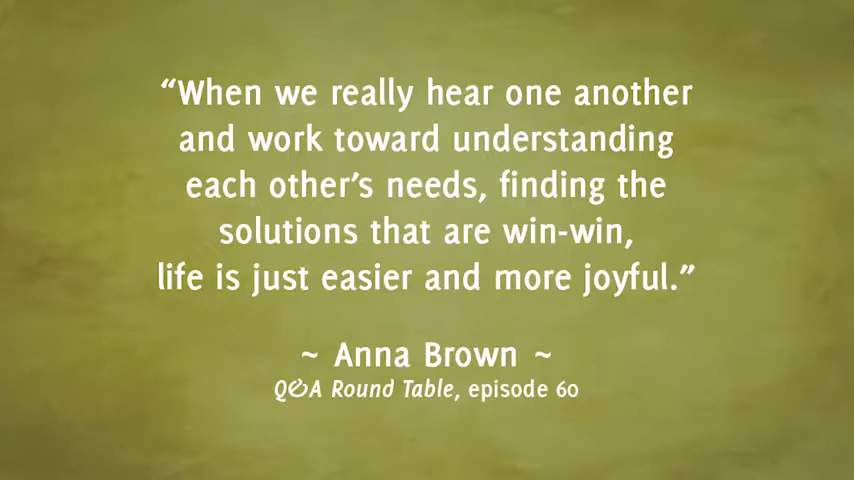 “When we really hear one another
and work toward understanding
each other’s needs, finding the
solutions that are win-win,
life is just easier and more joyful.”
~ Anna Brown ~
Q&A Round Table, episode 60